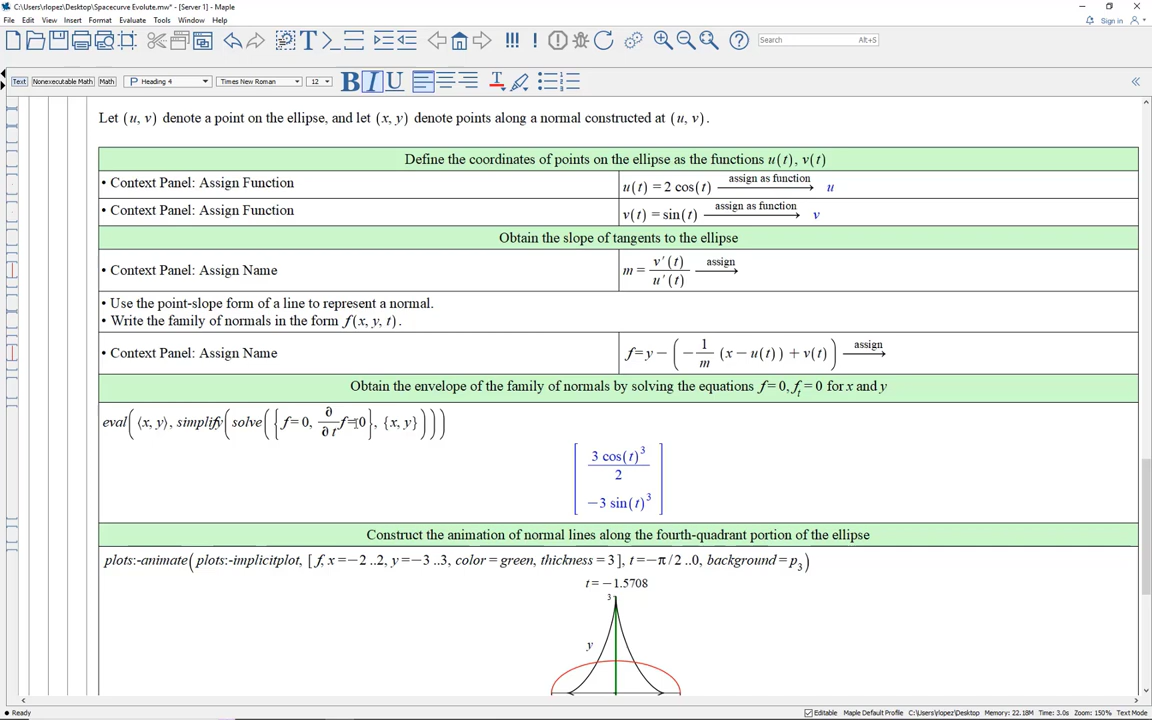 C:\Users\rlopez\Desktop\Spacecurve Evolute.mw* - [Server 1] - Maple
File Edit View Insert Format Evaluate Tools Window Help
Sign in
Search Alt+S
Text Nonexecutable Math Math P Heading 4 Times New Roman 12 B I U
Let (u, v) denote a point on the ellipse, and let (x, y) denote points along a normal constructed at (u, v).
Define the coordinates of points on the ellipse as the functions u(t), v(t)
• Context Panel: Assign Function u(t) = 2 cos(t) assign as function → u
• Context Panel: Assign Function v(t) = sin(t) assign as function → v
Obtain the slope of tangents to the ellipse
• Context Panel: Assign Name m = v′(t)/u′(t) assign →
• Use the point-slope form of a line to represent a normal.
• Write the family of normals in the form f(x, y, t).
• Context Panel: Assign Name f = y − (−1/m (x − u(t)) + v(t)) assign →
Obtain the envelope of the family of normals by solving the equations f = 0, f_t = 0 for x and y
eval(⟨x, y⟩, simplify(solve({f = 0, ∂/∂t f = 0}, {x, y})))
[3 cos(t)^3/2
−3 sin(t)^3]
Construct the animation of normal lines along the fourth-quadrant portion of the ellipse
plots:-animate(plots:-implicitplot, [f, x = −2 ..2, y = −3 ..3, color = green, thickness = 3], t = −π/2 ..0, background = p_3)
t = −1.5708
3
y
Ready Editable Maple Default Profile C:\Users\rlopez\Desktop Memory: 22.18M Time: 3.0s Zoom: 150% Text Mode